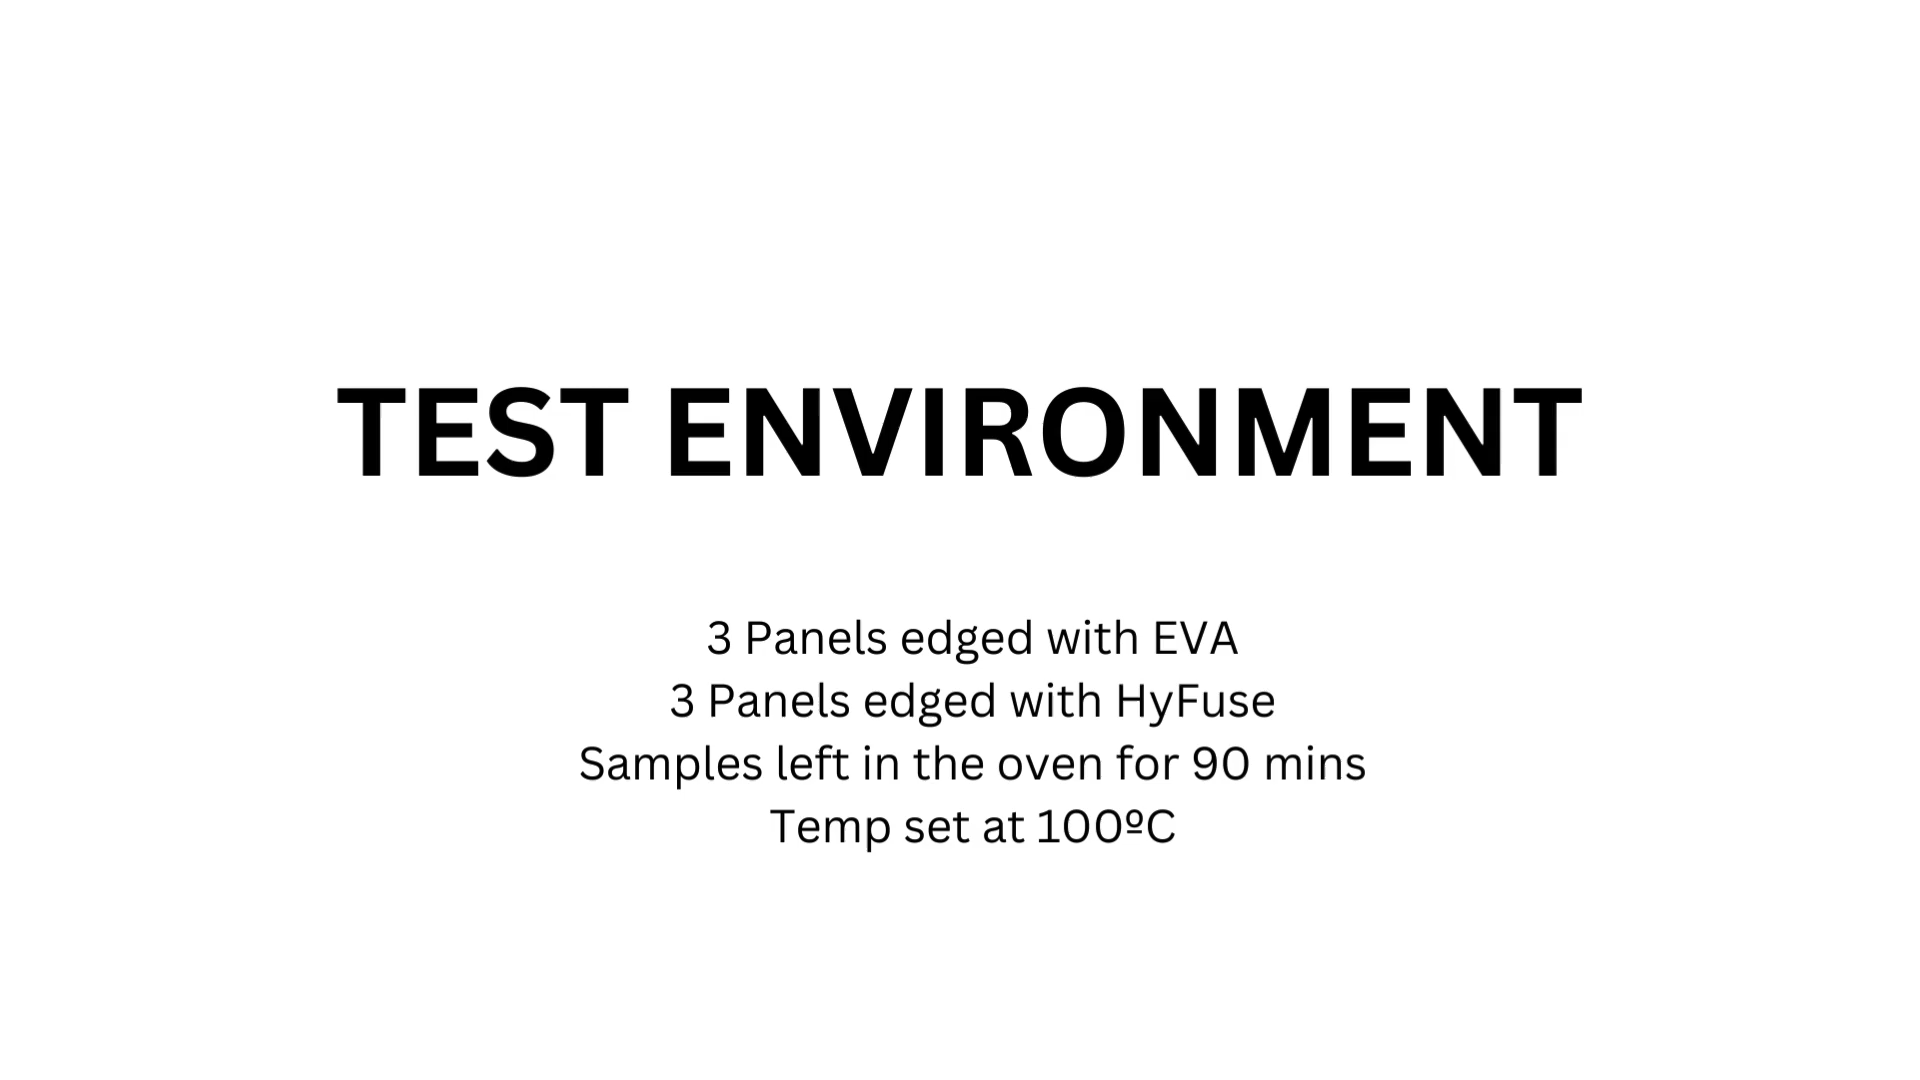 TEST ENVIRONMENT
3 Panels edged with EVA
3 Panels edged with HyFuse
Samples left in the oven for 90 mins
Temp set at 100ºC